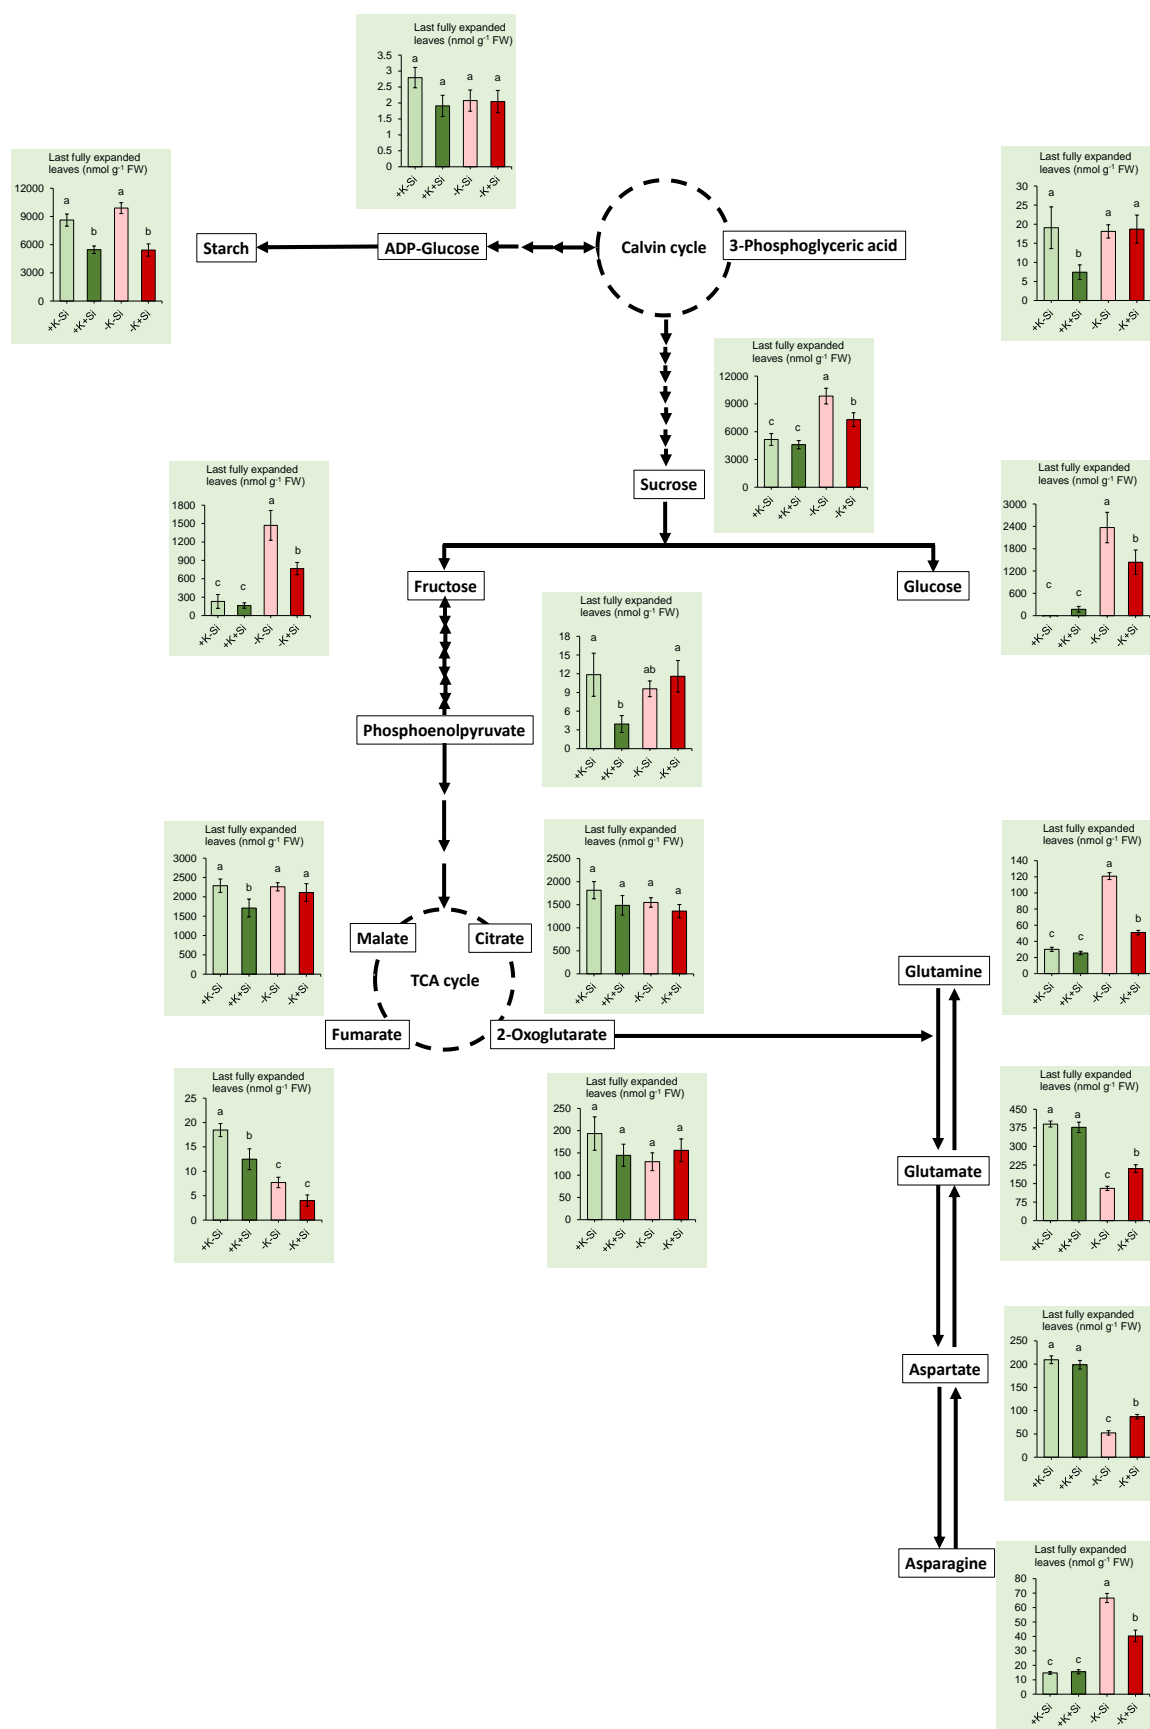 Last fully expanded
leaves (nmol g⁻¹ FW)
3.5
3
2.5
2
1.5
1
0.5
0
a
a
a
a
+K-Si
+K+Si
-K-Si
-K+Si
Last fully expanded
leaves (nmol g⁻¹ FW)
12000
9000
6000
3000
0
a
b
a
b
+K-Si
+K+Si
-K-Si
-K+Si
Starch
ADP-Glucose
Calvin cycle
3-Phosphoglyceric acid
Last fully expanded
leaves (nmol g⁻¹ FW)
30
25
20
15
10
5
0
a
b
a
a
+K-Si
+K+Si
-K-Si
-K+Si
Last fully expanded
leaves (nmol g⁻¹ FW)
12000
9000
6000
3000
0
c
c
a
b
+K-Si
+K+Si
-K-Si
-K+Si
Sucrose
Last fully expanded
leaves (nmol g⁻¹ FW)
1800
1500
1200
900
600
300
0
c
c
a
b
+K-Si
+K+Si
-K-Si
-K+Si
Fructose
Glucose
Last fully expanded
leaves (nmol g⁻¹ FW)
3000
2400
1800
1200
600
0
c
c
a
b
+K-Si
+K+Si
-K-Si
-K+Si
Last fully expanded
leaves (nmol g⁻¹ FW)
18
15
12
9
6
3
0
a
b
ab
a
+K-Si
+K+Si
-K-Si
-K+Si
Phosphoenolpyruvate
Last fully expanded
leaves (nmol g⁻¹ FW)
3000
2500
2000
1500
1000
500
0
a
b
a
a
+K-Si
+K+Si
-K-Si
-K+Si
Last fully expanded
leaves (nmol g⁻¹ FW)
2500
2000
1500
1000
500
0
a
a
a
a
+K-Si
+K+Si
-K-Si
-K+Si
Last fully expanded
leaves (nmol g⁻¹ FW)
140
120
100
80
60
40
20
0
c
c
a
b
+K-Si
+K+Si
-K-Si
-K+Si
Malate
Citrate
TCA cycle
Fumarate
2-Oxoglutarate
Glutamine
Last fully expanded
leaves (nmol g⁻¹ FW)
25
20
15
10
5
0
a
b
c
c
+K-Si
+K+Si
-K-Si
-K+Si
Last fully expanded
leaves (nmol g⁻¹ FW)
250
200
150
100
50
0
a
a
a
a
+K-Si
+K+Si
-K-Si
-K+Si
Glutamate
Last fully expanded
leaves (nmol g⁻¹ FW)
450
375
300
225
150
75
0
a
a
c
b
+K-Si
+K+Si
-K-Si
-K+Si
Aspartate
Last fully expanded
leaves (nmol g⁻¹ FW)
250
200
150
100
50
0
a
a
c
b
+K-Si
+K+Si
-K-Si
-K+Si
Asparagine
Last fully expanded
leaves (nmol g⁻¹ FW)
80
70
60
50
40
30
20
10
0
c
c
a
b
+K-Si
+K+Si
-K-Si
-K+Si